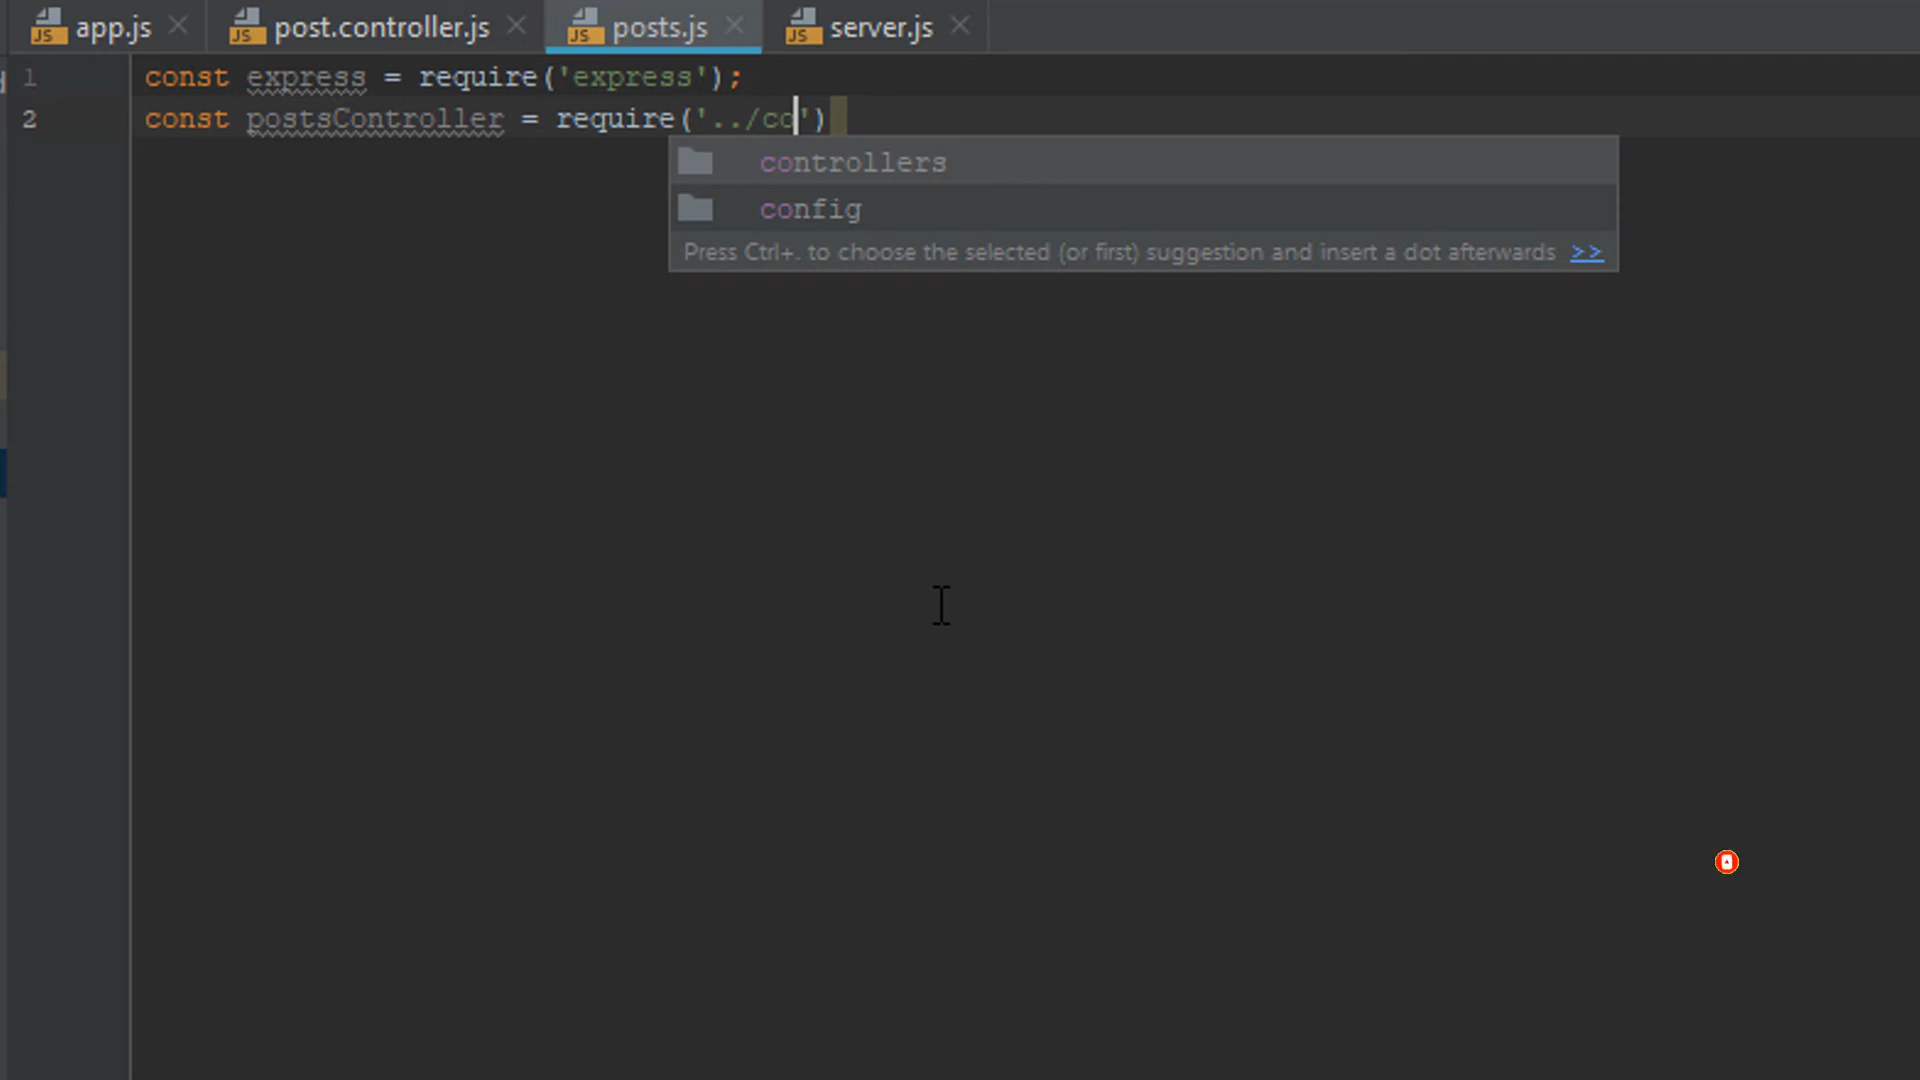 app.js post.controller.js posts.js server.js
1 const express = require('express');
2 const postsController = require('../co')
controllers
config
Press Ctrl+. to choose the selected (or first) suggestion and insert a dot afterwards >>